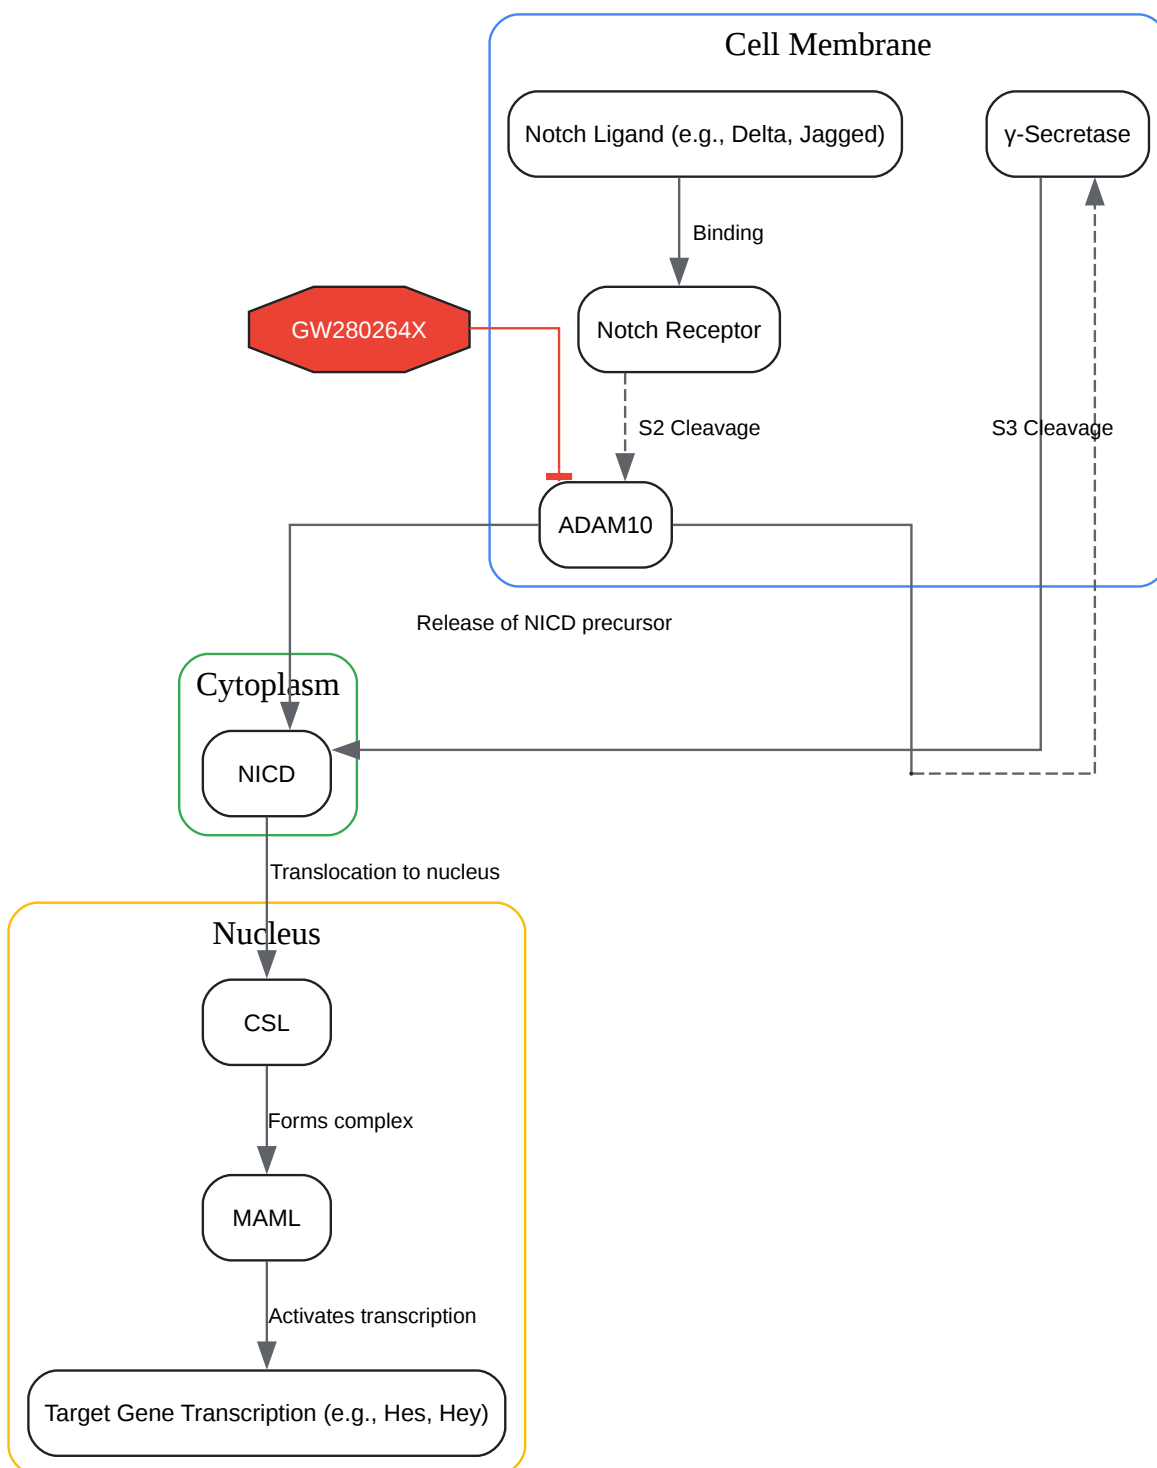 Cell Membrane
Notch Ligand (e.g., Delta, Jagged)
γ-Secretase
Binding
GW280264X
Notch Receptor
S2 Cleavage
S3 Cleavage
ADAM10
Release of NICD precursor
Cytoplasm
NICD
Translocation to nucleus
Nucleus
CSL
Forms complex
MAML
Activates transcription
Target Gene Transcription (e.g., Hes, Hey)